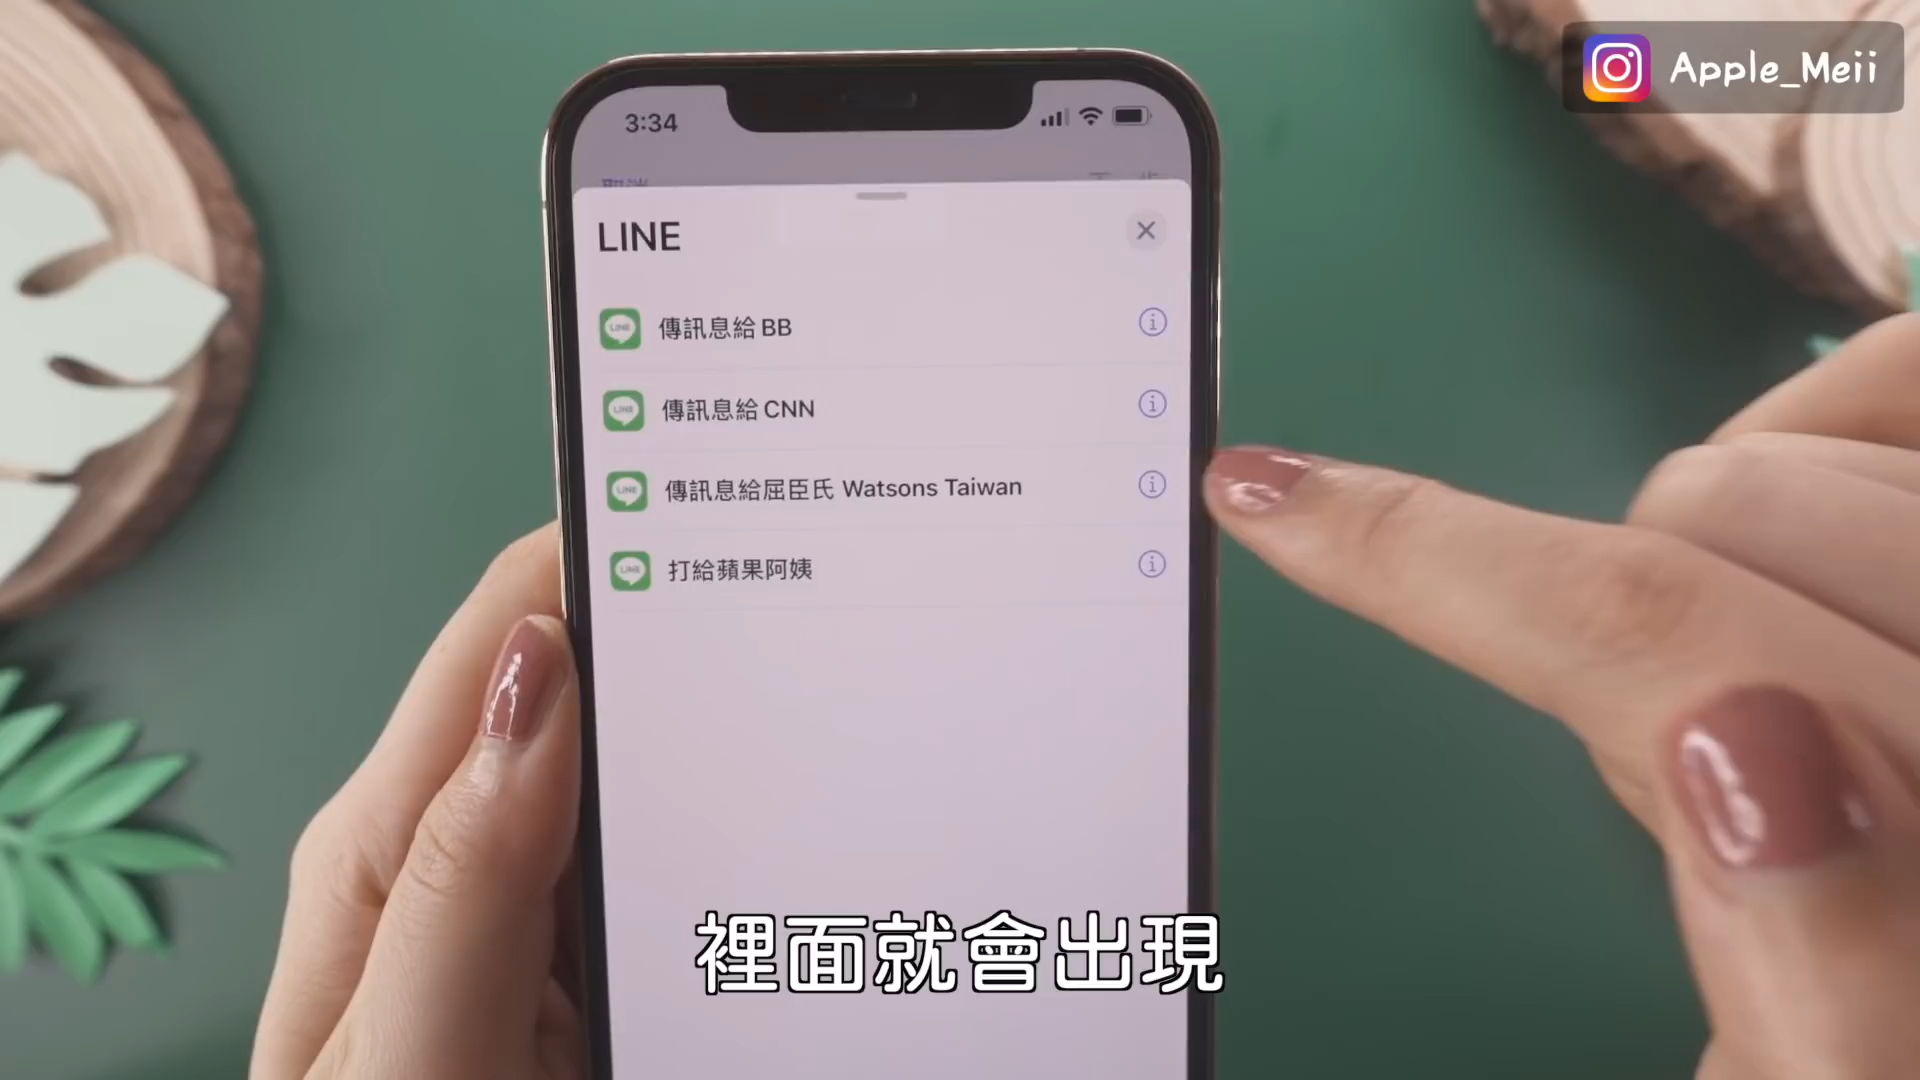 Apple_Meii
3:34
LINE
傳訊息給 BB
傳訊息給 CNN
傳訊息給屈臣氏 Watsons Taiwan
打給蘋果阿姨
裡面就會出現